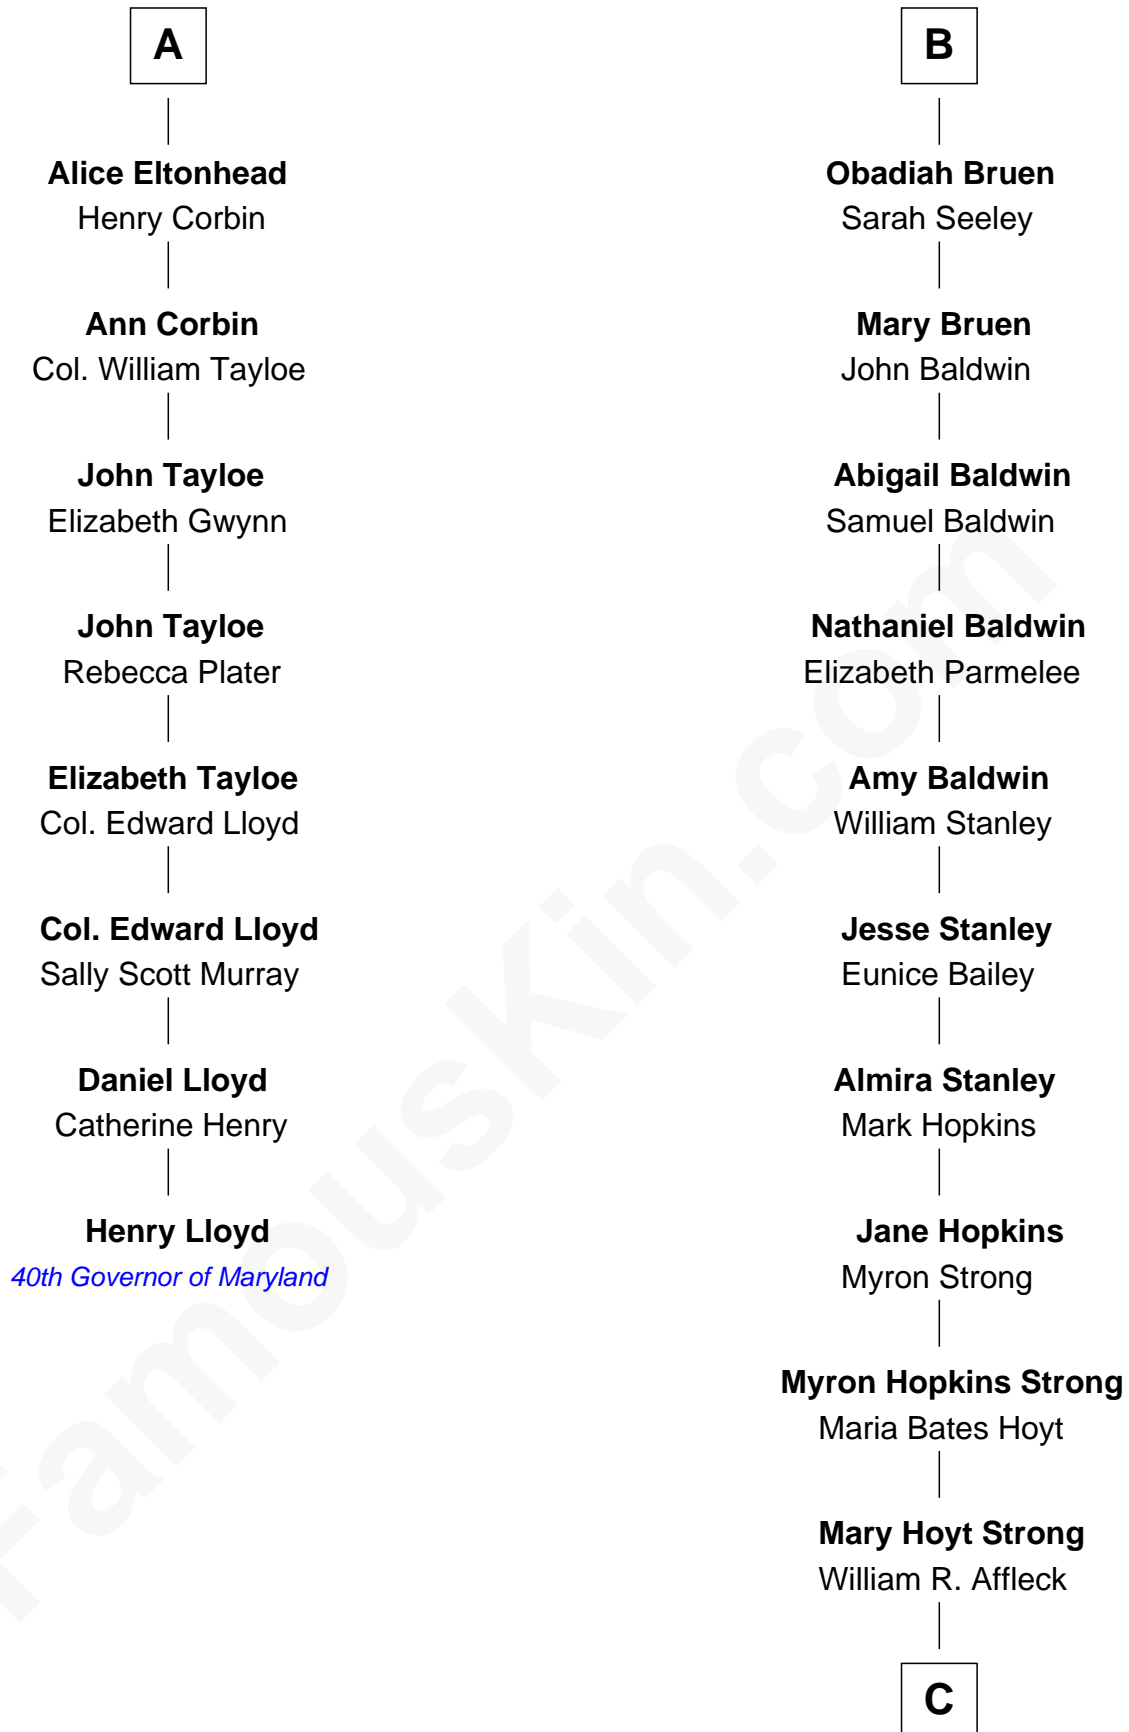 A
Alice Eltonhead
Henry Corbin
Ann Corbin
Col. William Tayloe
John Tayloe
Elizabeth Gwynn
John Tayloe
Rebecca Plater
Elizabeth Tayloe
Col. Edward Lloyd
Col. Edward Lloyd
Sally Scott Murray
Daniel Lloyd
Catherine Henry
Henry Lloyd
40th Governor of Maryland
B
Obadiah Bruen
Sarah Seeley
Mary Bruen
John Baldwin
Abigail Baldwin
Samuel Baldwin
Nathaniel Baldwin
Elizabeth Parmelee
Amy Baldwin
William Stanley
Jesse Stanley
Eunice Bailey
Almira Stanley
Mark Hopkins
Jane Hopkins
Myron Strong
Myron Hopkins Strong
Maria Bates Hoyt
Mary Hoyt Strong
William R. Affleck
C
FamousKin.com